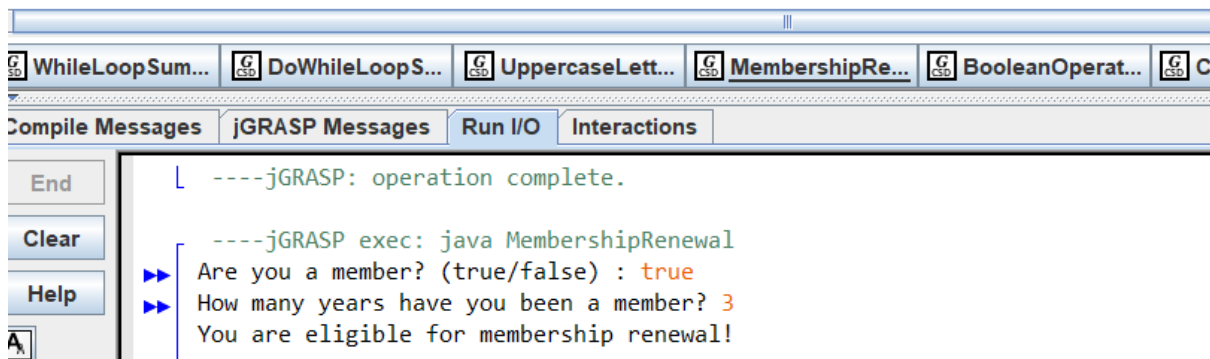 WhileLoopSum... DoWhileLoopS... UppercaseLett... MembershipRe... BooleanOperat... C
Compile Messages jGRASP Messages Run I/O Interactions
End
Clear
Help
A
----jGRASP: operation complete.
----jGRASP exec: java MembershipRenewal
Are you a member? (true/false) : true
How many years have you been a member? 3
You are eligible for membership renewal!